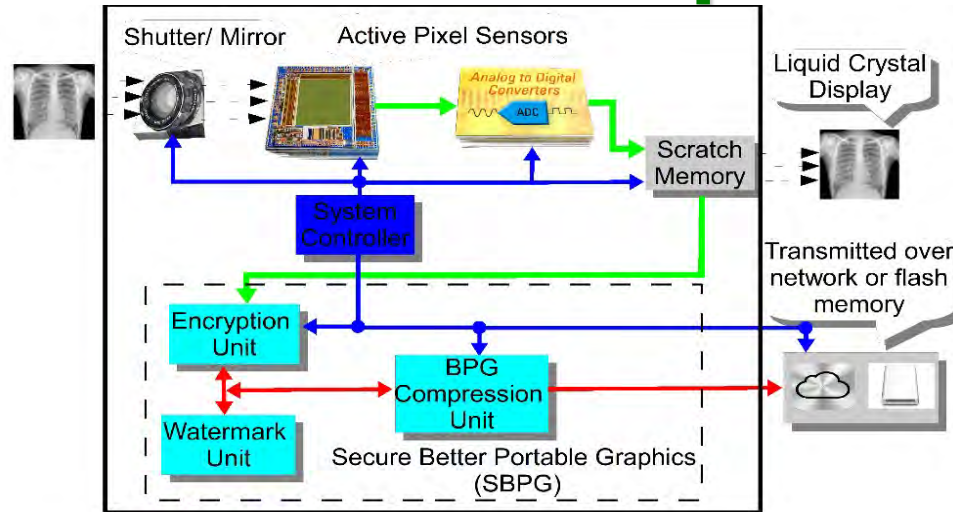 Shutter/ Mirror
Active Pixel Sensors
Analog to Digital
Converters
ADC
Liquid Crystal
Display
Scratch
Memory
System
Controller
Transmitted over
network or flash
memory
Encryption
Unit
BPG
Compression
Unit
Watermark
Unit
Secure Better Portable Graphics
(SBPG)